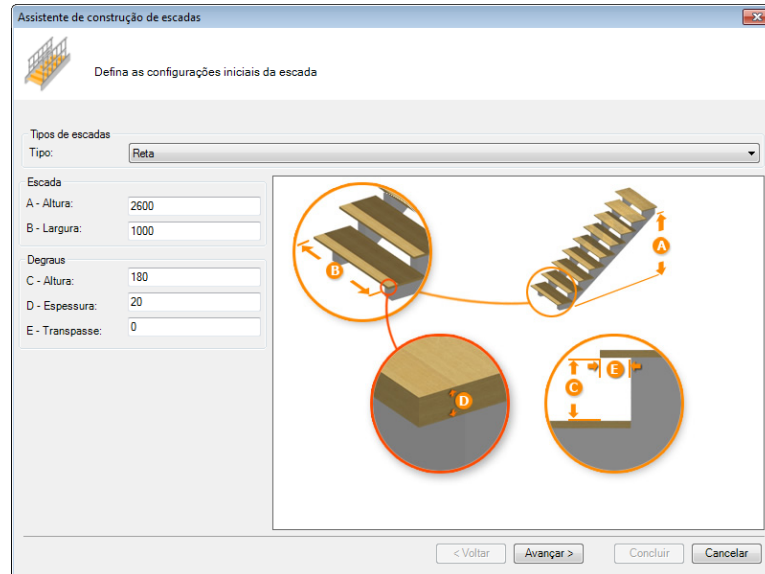 Assistente de construção de escadas
Defina as configurações iniciais da escada
Tipos de escadas
Tipo:
Reta
Escada
A - Altura:
2600
B - Largura:
1000
Degraus
C - Altura:
180
D - Espessura:
20
E - Transpasse:
0
A
B
D
E
C
< Voltar
Avançar >
Concluir
Cancelar